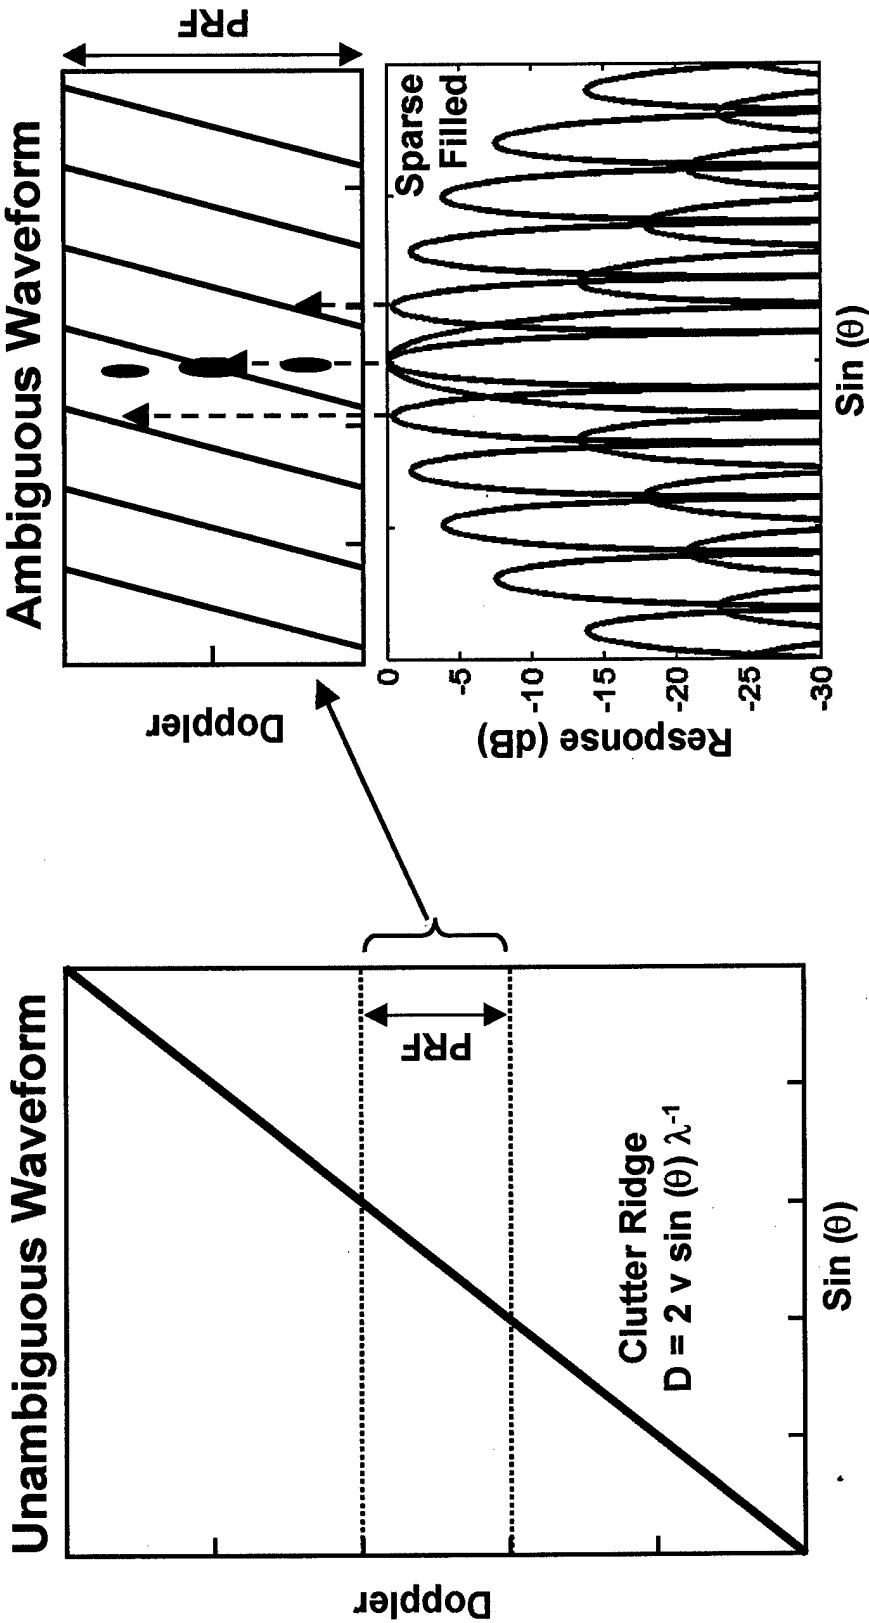 Unambiguous Waveform
Doppler
PRF
Clutter Ridge
D = 2 v sin (θ) λ⁻¹
Sin (θ)
Ambiguous Waveform
Doppler
PRF
Response (dB)
0
-5
-10
-15
-20
-25
-30
Sparse
Filled
Sin (θ)